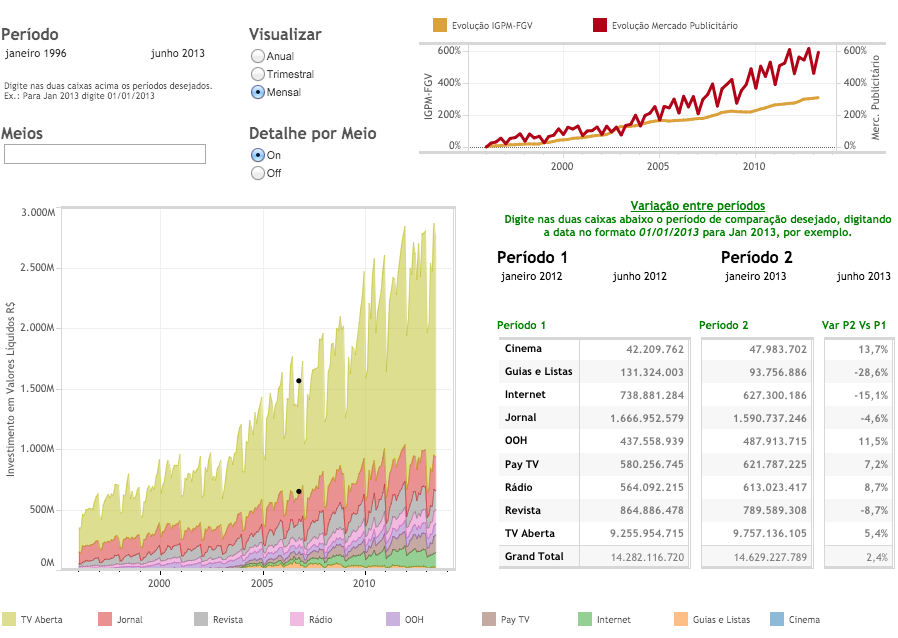 Período
janeiro 1996 junho 2013
Digite nas duas caixas acima os períodos desejados.
Ex.: Para Jan 2013 digite 01/01/2013
Meios
Visualizar
Anual
Trimestral
Mensal
Detalhe por Meio
On
Off
Evolução IGPM-FGV Evolução Mercado Publicitário
IGPM-FGV
600%
400%
200%
0%
600%
400%
200%
0%
Merc. Publicitário
2000 2005 2010
Investimento em Valores Líquidos R$
3.000M
2.500M
2.000M
1.500M
1.000M
500M
0M
2000 2005 2010
Variação entre periodos
Digite nas duas caixas abaixo o período de comparação desejado, digitando
a data no formato 01/01/2013 para Jan 2013, por exemplo.
Período 1 Período 2
janeiro 2012 junho 2012 janeiro 2013 junho 2013
Período 1 Período 2 Var P2 Vs P1
Cinema 42.209.762 47.983.702 13,7%
Guias e Listas 131.324.003 93.756.886 -28,6%
Internet 738.881.284 627.300.186 -15,1%
Jornal 1.666.952.579 1.590.737.246 -4,6%
OOH 437.558.939 487.913.715 11,5%
Pay TV 580.256.745 621.787.225 7,2%
Rádio 564.092.215 613.023.417 8,7%
Revista 864.886.478 789.589.308 -8,7%
TV Aberta 9.255.954.715 9.757.136.105 5,4%
Grand Total 14.282.116.720 14.629.227.789 2,4%
TV Aberta Jornal Revista Rádio OOH Pay TV Internet Guias e Listas Cinema